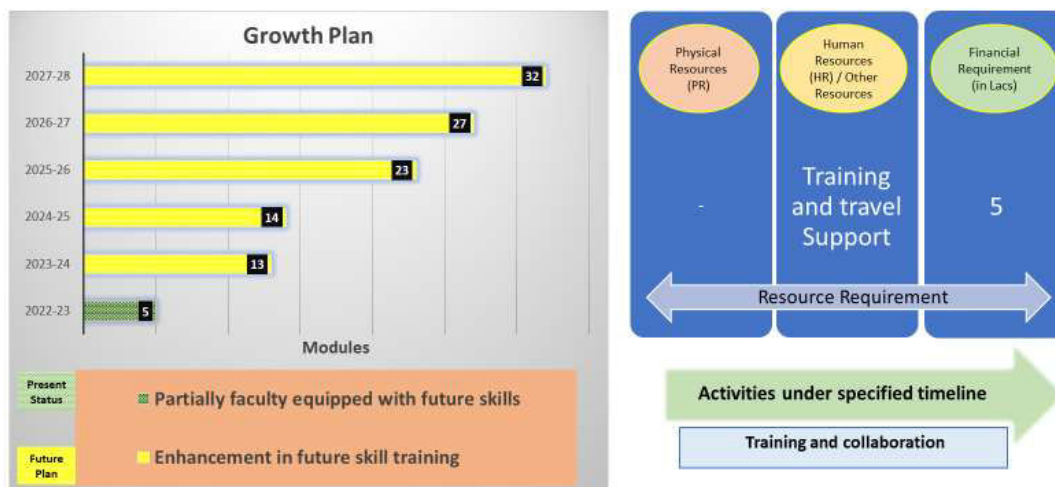 Growth Plan
2027-28
32
2026-27
27
2025-26
23
2024-25
14
2023-24
13
2022-23
5
Modules
Present
Status
Partially faculty equipped with future skills
Future
Plan
Enhancement in future skill training
Physical
Resources
(PR)
Human
Resources
(HR) / Other
Resources
Financial
Requirement
(in Lacs)
-
Training
and travel
Support
5
Resource Requirement
Activities under specified timeline
Training and collaboration